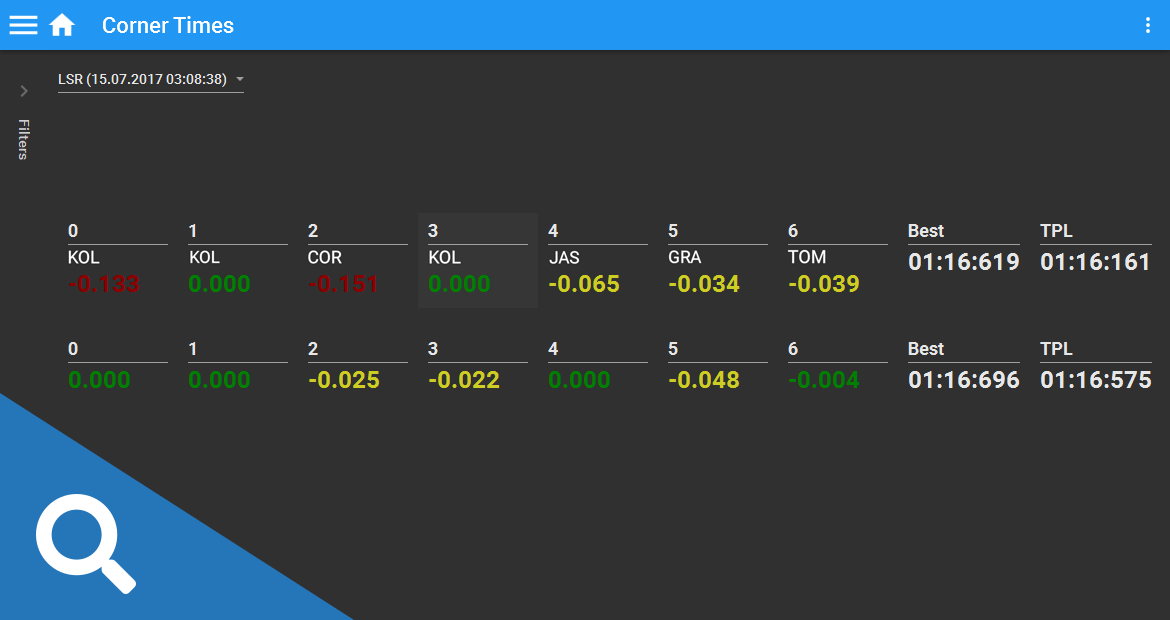 Corner Times
LSR (15.07.2017 03:08:38)
Filters
0 1 2 3 4 5 6 Best TPL
KOL KOL COR KOL JAS GRA TOM
-0.133 0.000 -0.151 0.000 -0.065 -0.034 -0.039 01:16:619 01:16:161
0 1 2 3 4 5 6 Best TPL
0.000 0.000 -0.025 -0.022 0.000 -0.048 -0.004 01:16:696 01:16:575